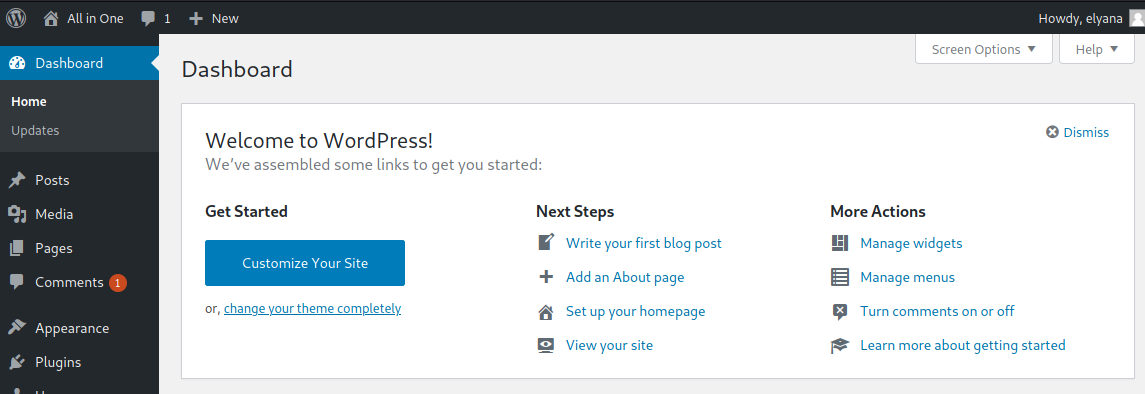 All in One 1 New Howdy, elyana
Screen Options Help
Dashboard
Home
Updates
Posts
Media
Pages
Comments 1
Appearance
Plugins
Dashboard
Welcome to WordPress!
We've assembled some links to get you started:
Dismiss
Get Started
Customize Your Site
or, change your theme completely
Next Steps
Write your first blog post
Add an About page
Set up your homepage
View your site
More Actions
Manage widgets
Manage menus
Turn comments on or off
Learn more about getting started